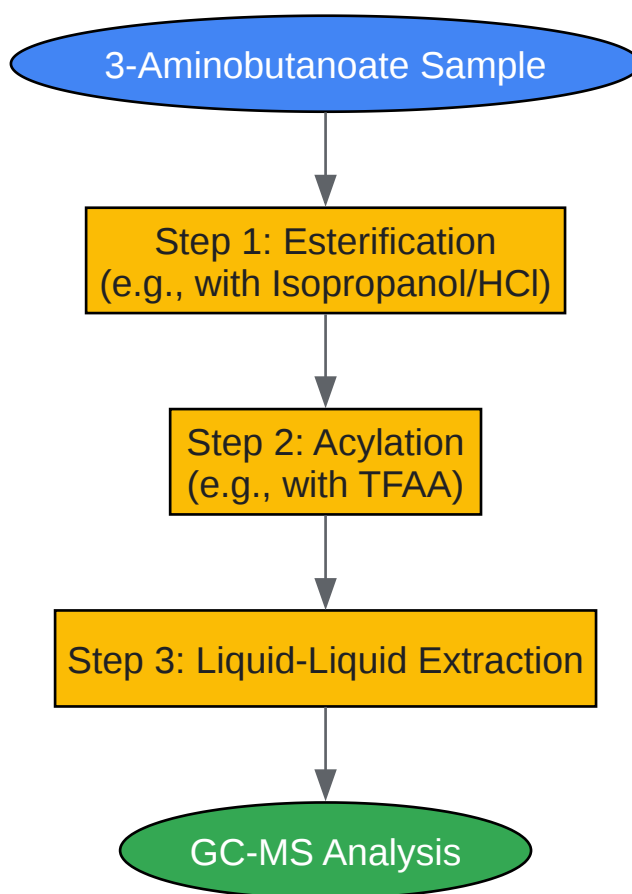 3-Aminobutanoate Sample
Step 1: Esterification
(e.g., with Isopropanol/HCl)
Step 2: Acylation
(e.g., with TFAA)
Step 3: Liquid-Liquid Extraction
GC-MS Analysis